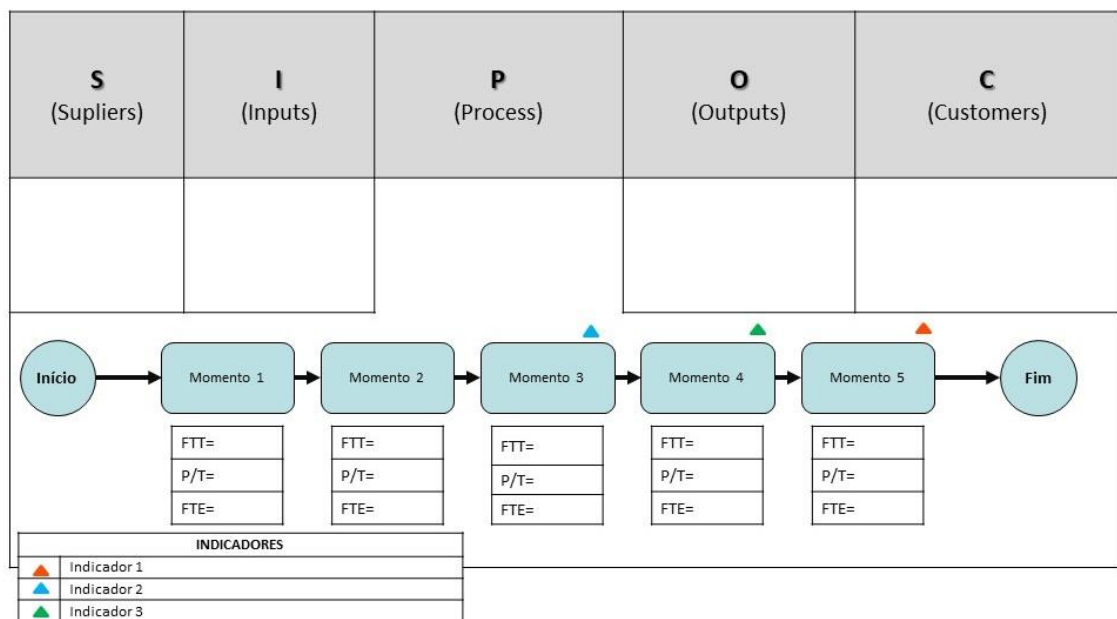 S
(Supliers)
I
(Inputs)
P
(Process)
O
(Outputs)
C
(Customers)
Início
Momento 1
Momento 2
Momento 3
Momento 4
Momento 5
Fim
FTT=
P/T=
FTE=
FTT=
P/T=
FTE=
FTT=
P/T=
FTE=
FTT=
P/T=
FTE=
FTT=
P/T=
FTE=
INDICADORES
Indicador 1
Indicador 2
Indicador 3